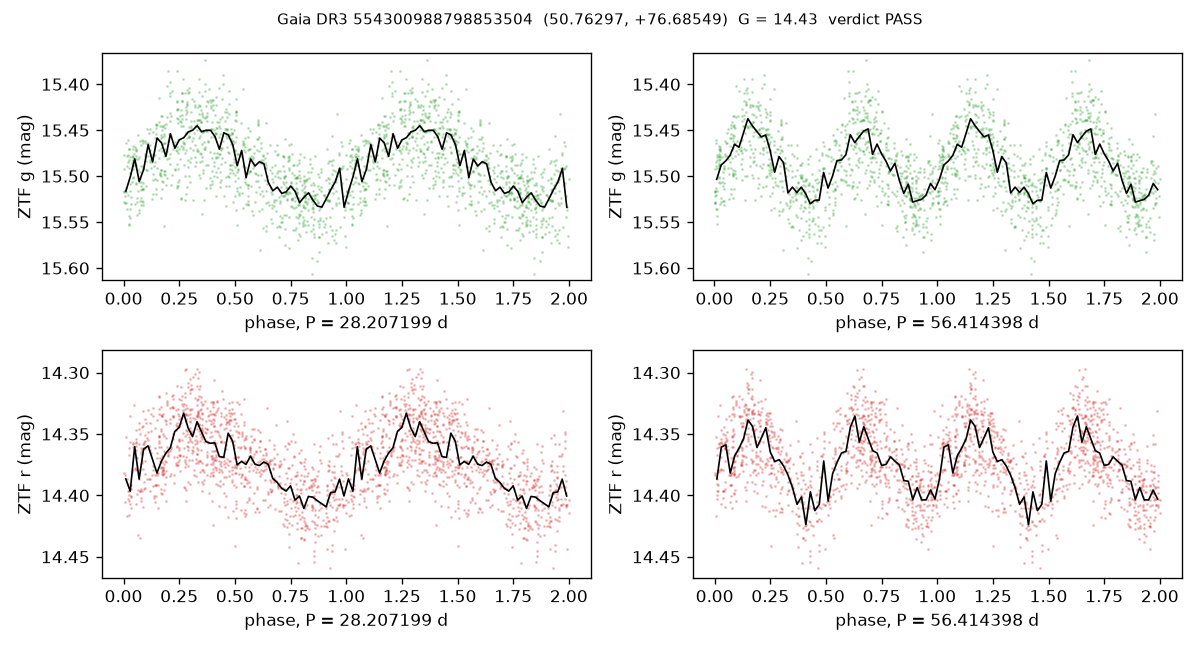 Gaia DR3 554300988798853504 (50.76297, +76.68549) G = 14.43 verdict PASS
ZTF g (mag)
15.40
15.45
15.50
15.55
15.60
0.00 0.25 0.50 0.75 1.00 1.25 1.50 1.75 2.00
phase, P = 28.207199 d
ZTF g (mag)
15.40
15.45
15.50
15.55
15.60
0.00 0.25 0.50 0.75 1.00 1.25 1.50 1.75 2.00
phase, P = 56.414398 d
ZTF r (mag)
14.30
14.35
14.40
14.45
0.00 0.25 0.50 0.75 1.00 1.25 1.50 1.75 2.00
phase, P = 28.207199 d
ZTF r (mag)
14.30
14.35
14.40
14.45
0.00 0.25 0.50 0.75 1.00 1.25 1.50 1.75 2.00
phase, P = 56.414398 d